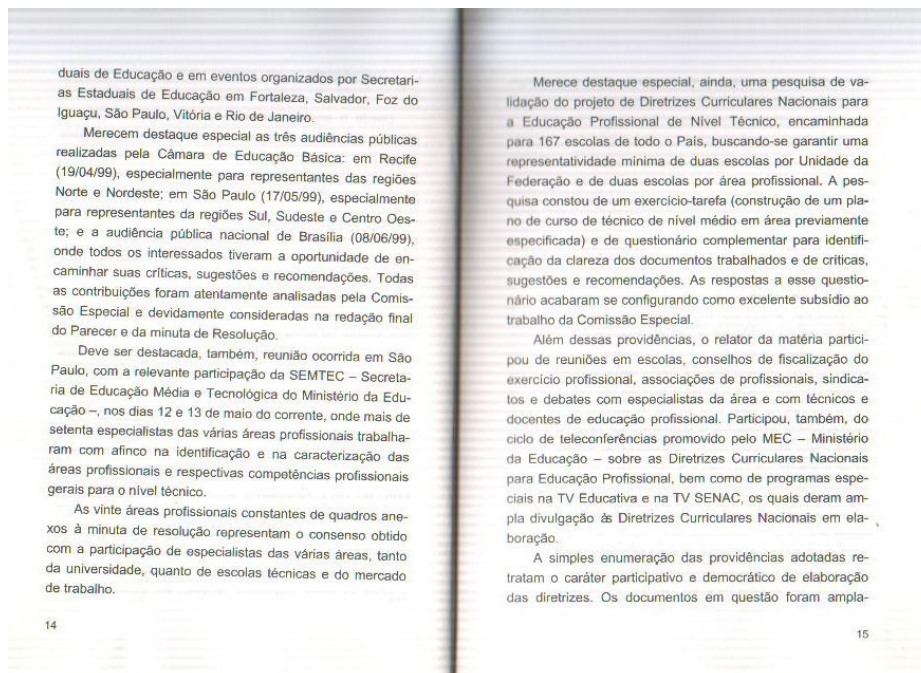 duais de Educação e em eventos organizados por Secretari-
as Estaduais de Educação em Fortaleza, Salvador, Foz do
Iguaçu, São Paulo, Vitória e Rio de Janeiro.
Merecem destaque especial as três audiências públicas
realizadas pela Câmara de Educação Básica: em Recife
(19/04/99), especialmente para representantes das regiões
Norte e Nordeste; em São Paulo (17/05/99), especialmente
para representantes da regiões Sul, Sudeste e Centro Oes-
te; e a audiência pública nacional de Brasília (08/06/99),
onde todos os interessados tiveram a oportunidade de en-
caminhar suas críticas, sugestões e recomendações. Todas
as contribuições foram atentamente analisadas pela Comis-
são Especial e devidamente consideradas na redação final
do Parecer e da minuta de Resolução.
Deve ser destacada, também, reunião ocorrida em São
Paulo, com a relevante participação da SEMTEC – Secreta-
ria de Educação Média e Tecnológica do Ministério da Edu-
cação –, nos dias 12 e 13 de maio do corrente, onde mais de
setenta especialistas das várias áreas profissionais trabalha-
ram com afinco na identificação e na caracterização das
áreas profissionais e respectivas competências profissionais
gerais para o nível técnico.
As vinte áreas profissionais constantes de quadros ane-
xos à minuta de resolução representam o consenso obtido
com a participação de especialistas das várias áreas, tanto
da universidade, quanto de escolas técnicas e do mercado
de trabalho.
14
Merece destaque especial, ainda, uma pesquisa de va-
lidação do projeto de Diretrizes Curriculares Nacionais para
a Educação Profissional de Nível Técnico, encaminhada
para 167 escolas de todo o País, buscando-se garantir uma
representatividade mínima de duas escolas por Unidade da
Federação e de duas escolas por área profissional. A pes-
quisa constou de um exercício-tarefa (construção de um pla-
no de curso de técnico de nível médio em área previamente
especificada) e de questionário complementar para identifi-
cação da clareza dos documentos trabalhados e de críticas,
sugestões e recomendações. As respostas a esse questio-
nário acabaram se configurando como excelente subsídio ao
trabalho da Comissão Especial.
Além dessas providências, o relator da matéria partici-
pou de reuniões em escolas, conselhos de fiscalização do
exercício profissional, associações de profissionais, sindica-
tos e debates com especialistas da área e com técnicos e
docentes de educação profissional. Participou, também, do
ciclo de teleconferências promovido pelo MEC – Ministério
da Educação – sobre as Diretrizes Curriculares Nacionais
para Educação Profissional, bem como de programas espe-
ciais na TV Educativa e na TV SENAC, os quais deram am-
pla divulgação às Diretrizes Curriculares Nacionais em ela-
boração.
A simples enumeração das providências adotadas re-
tratam o caráter participativo e democrático de elaboração
das diretrizes. Os documentos em questão foram ampla-
15